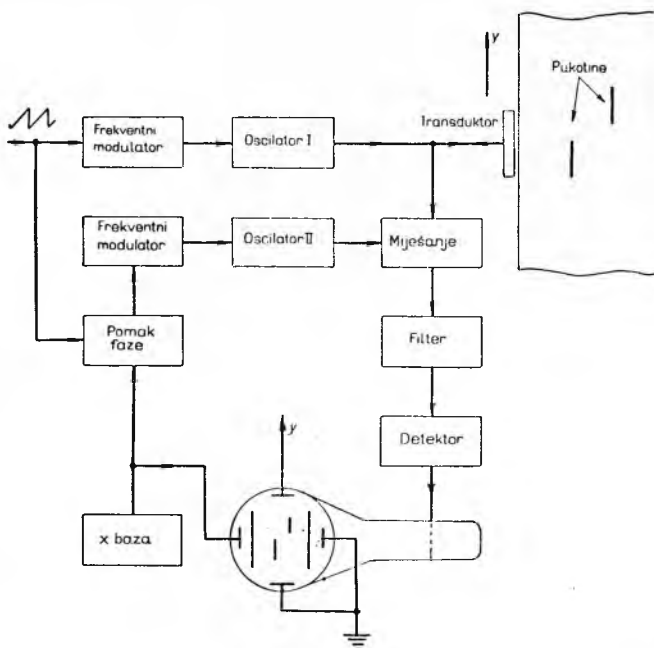 y
Pukotine
Transduktor
Frekventni
modulator
Oscilator I
Frekventni
modulator
Oscilator II
Miješanje
Pomak
faze
Filter
Detektor
y
x baza